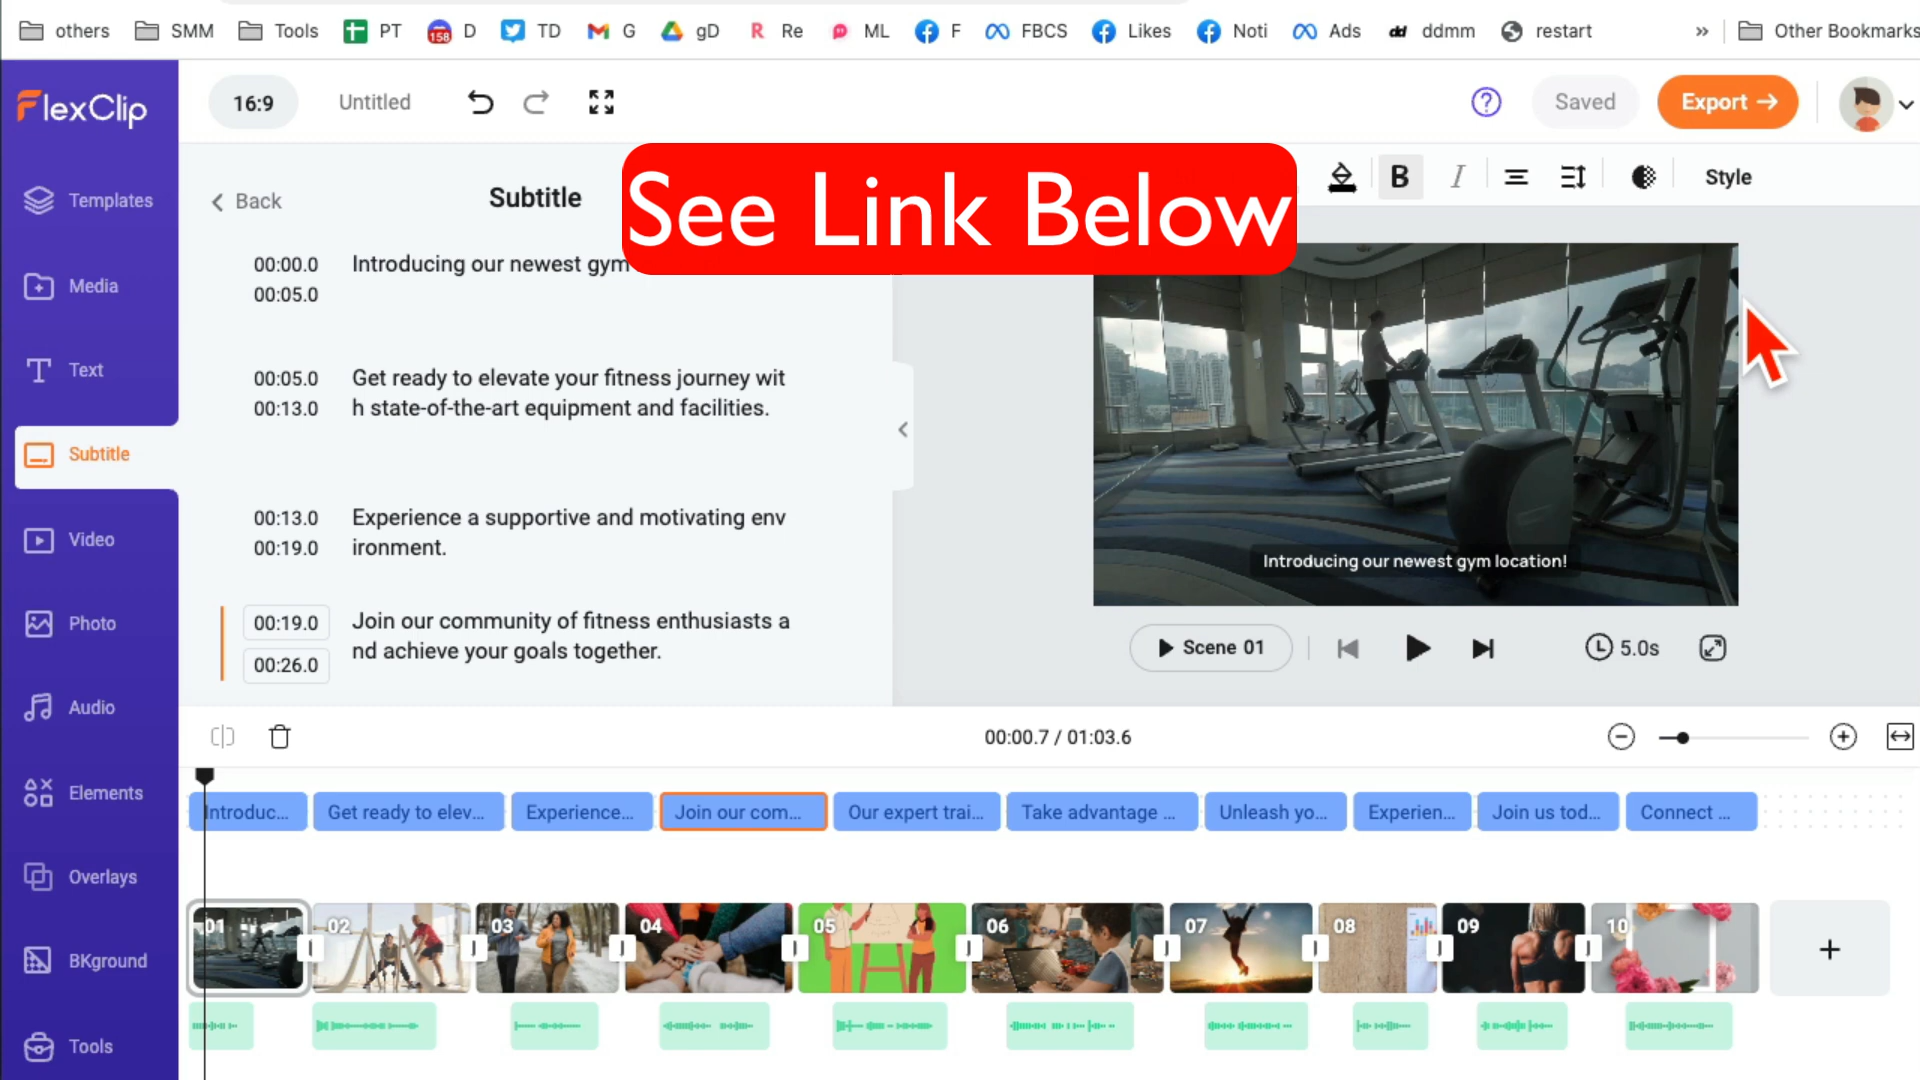 others SMM Tools PT 158 D TD G gD R Re ML F FBCS Likes Noti Ads dd ddmm restart » Other Bookmarks
FlexClip
16:9 Untitled ? Saved Export →
See Link Below
B I Style
Templates
Media
Text
Subtitle
Video
Photo
Audio
Elements
Overlays
BKground
Tools
Back Subtitle
00:00.0 Introducing our newest gym
00:05.0
00:05.0 Get ready to elevate your fitness journey wit
00:13.0 h state-of-the-art equipment and facilities.
00:13.0 Experience a supportive and motivating env
00:19.0 ironment.
00:19.0 Join our community of fitness enthusiasts a
00:26.0 nd achieve your goals together.
Introducing our newest gym location!
Scene 01 5.0s
00:00.7 / 01:03.6
Introduc... Get ready to elev... Experience... Join our com... Our expert trai... Take advantage ... Unleash yo... Experien... Join us tod... Connect ...
01 02 03 04 05 06 07 08 09 10 +